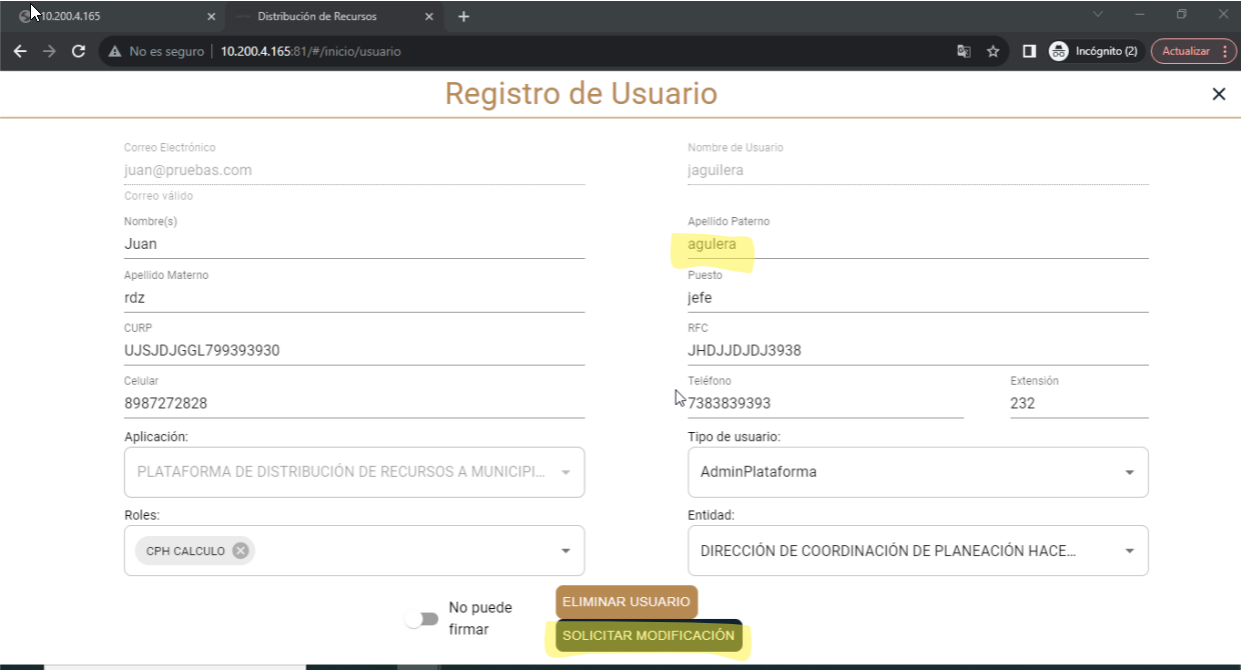 10.200.4.165
Distribución de Recursos
No es seguro | 10.200.4.165:81/#/inicio/usuario
Incógnito (2)
Actualizar
Registro de Usuario
Correo Electrónico
Nombre de Usuario
juan@pruebas.com
jaguilera
Correo válido
Nombre(s)
Apellido Paterno
Juan
agulera
Apellido Materno
Puesto
rdz
jefe
CURP
RFC
UJSJDJGGL799393930
JHDJJDJDJ3938
Celular
Teléfono
Extensión
8987272828
7383839393
232
Aplicación:
Tipo de usuario:
PLATAFORMA DE DISTRIBUCIÓN DE RECURSOS A MUNICIPI...
AdminPlataforma
Roles:
Entidad:
CPH CALCULO
DIRECCIÓN DE COORDINACIÓN DE PLANEACIÓN HACE...
No puede
firmar
ELIMINAR USUARIO
SOLICITAR MODIFICACIÓN